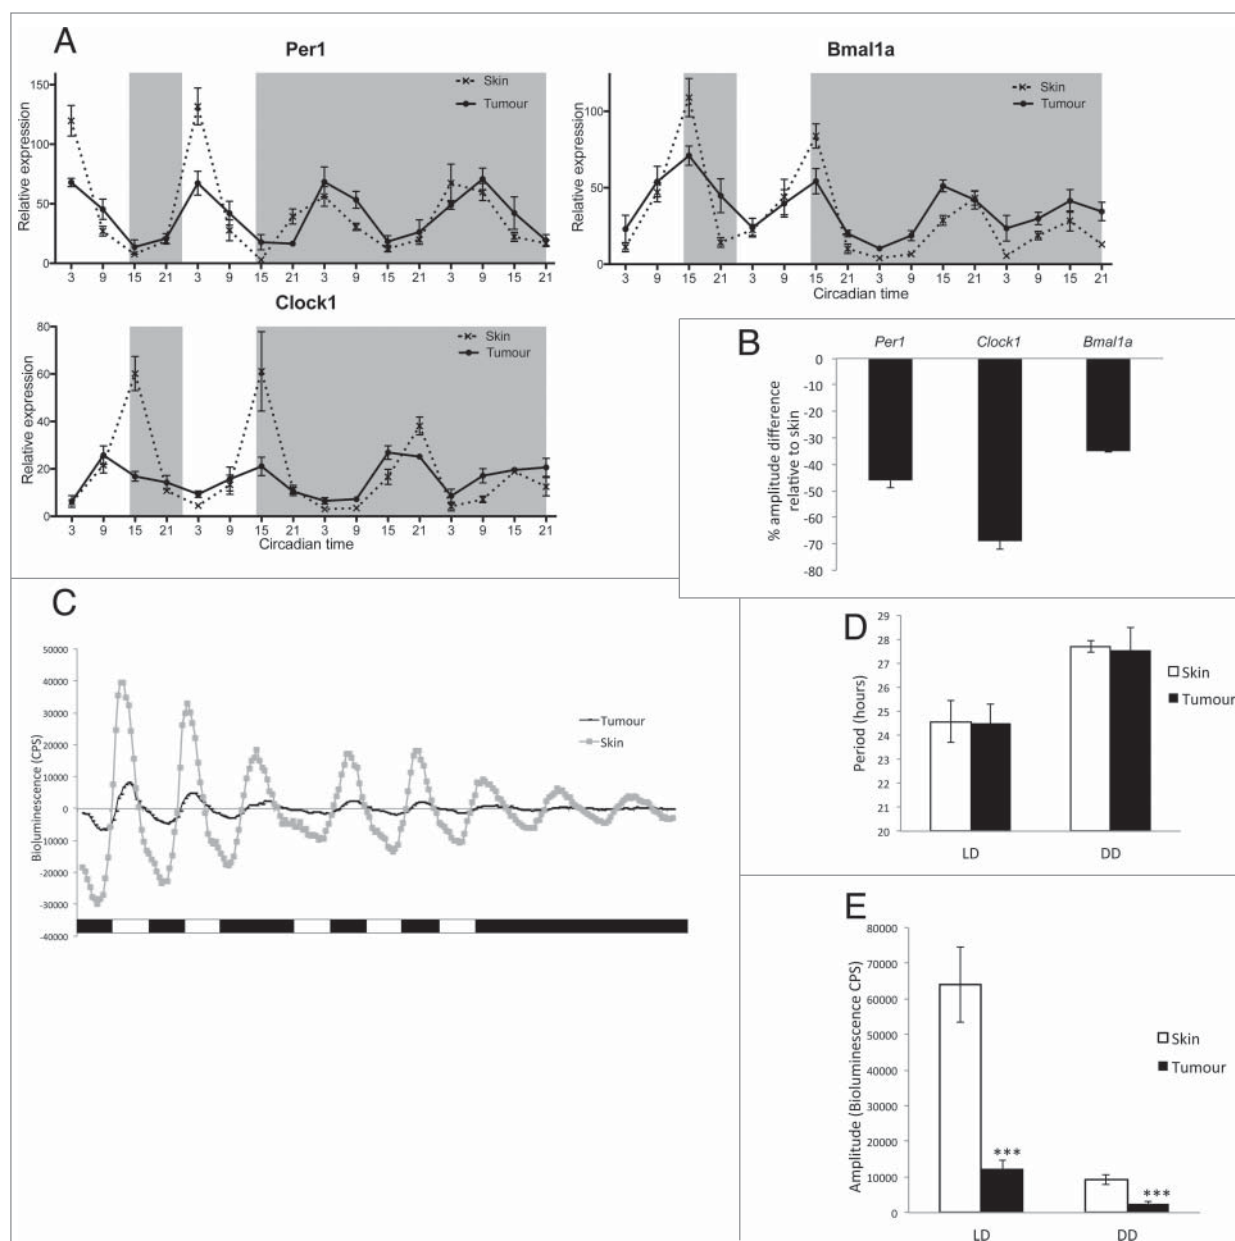 A
Per1
Relative expression
150
100
50
0
Skin
Tumour
3 9 15 21 3 9 15 21 3 9 15 21 3 9 15 21
Bmal1a
Relative expression
100
50
0
Skin
Tumour
3 9 15 21 3 9 15 21 3 9 15 21 3 9 15 21
Circadian time
Clock1
Relative expression
80
60
40
20
0
Skin
Tumour
3 9 15 21 3 9 15 21 3 9 15 21 3 9 15 21
Circadian time
B
Per1 Clock1 Bmal1a
% amplitude difference
relative to skin
0
-10
-20
-30
-40
-50
-60
-70
-80
C
Bioluminescence (CPS)
50000
40000
30000
20000
10000
0
-10000
-20000
-30000
-40000
Tumour
Skin
D
Period (hours)
29
28
27
26
25
24
23
22
21
20
Skin
Tumour
LD DD
E
Amplitude (Bioluminescence CPS)
80000
70000
60000
50000
40000
30000
20000
10000
0
Skin
Tumour
***
***
LD DD